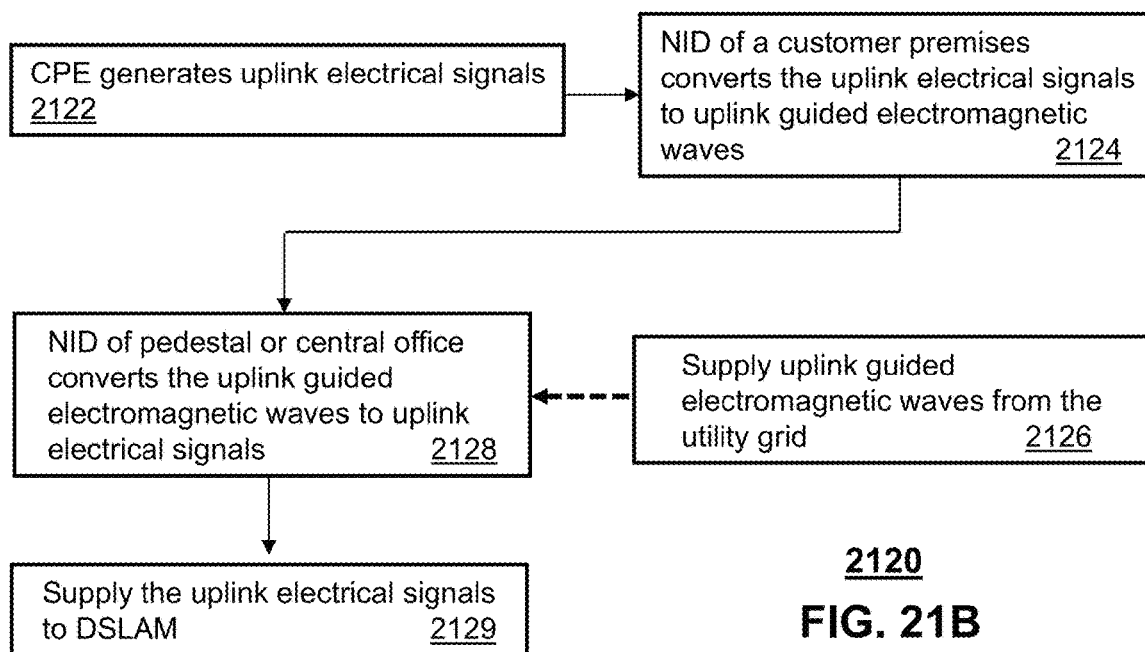 CPE generates uplink electrical signals
2122
NID of a customer premises
converts the uplink electrical signals
to uplink guided electromagnetic
waves 2124
NID of pedestal or central office
converts the uplink guided
electromagnetic waves to uplink
electrical signals 2128
Supply uplink guided
electromagnetic waves from the
utility grid 2126
Supply the uplink electrical signals
to DSLAM 2129
2120
FIG. 21B